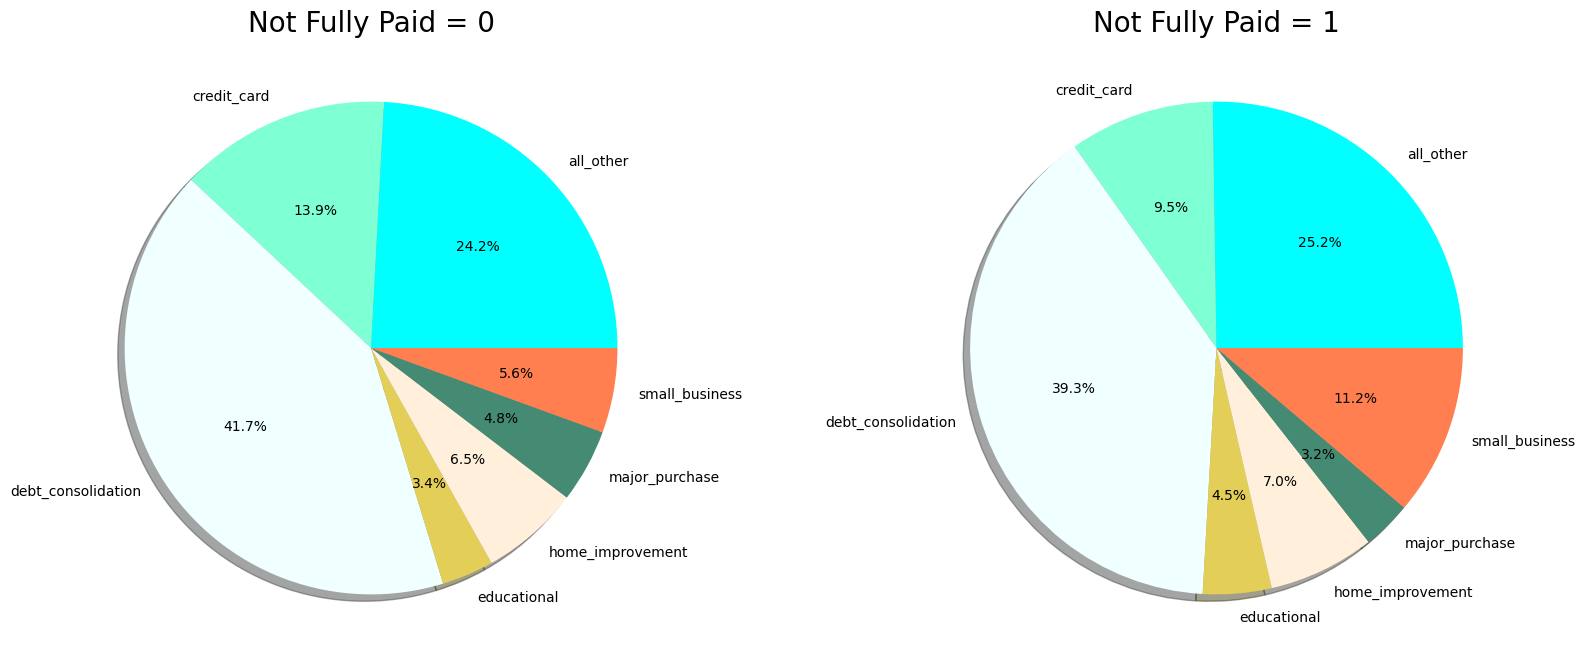 Not Fully Paid = 0
credit_card
all_other
13.9%
24.2%
5.6%
small_business
4.8%
41.7%
6.5%
3.4%
major_purchase
debt_consolidation
home_improvement
educational
Not Fully Paid = 1
credit_card
all_other
9.5%
25.2%
39.3%
11.2%
debt_consolidation
small_business
3.2%
7.0%
4.5%
major_purchase
home_improvement
educational